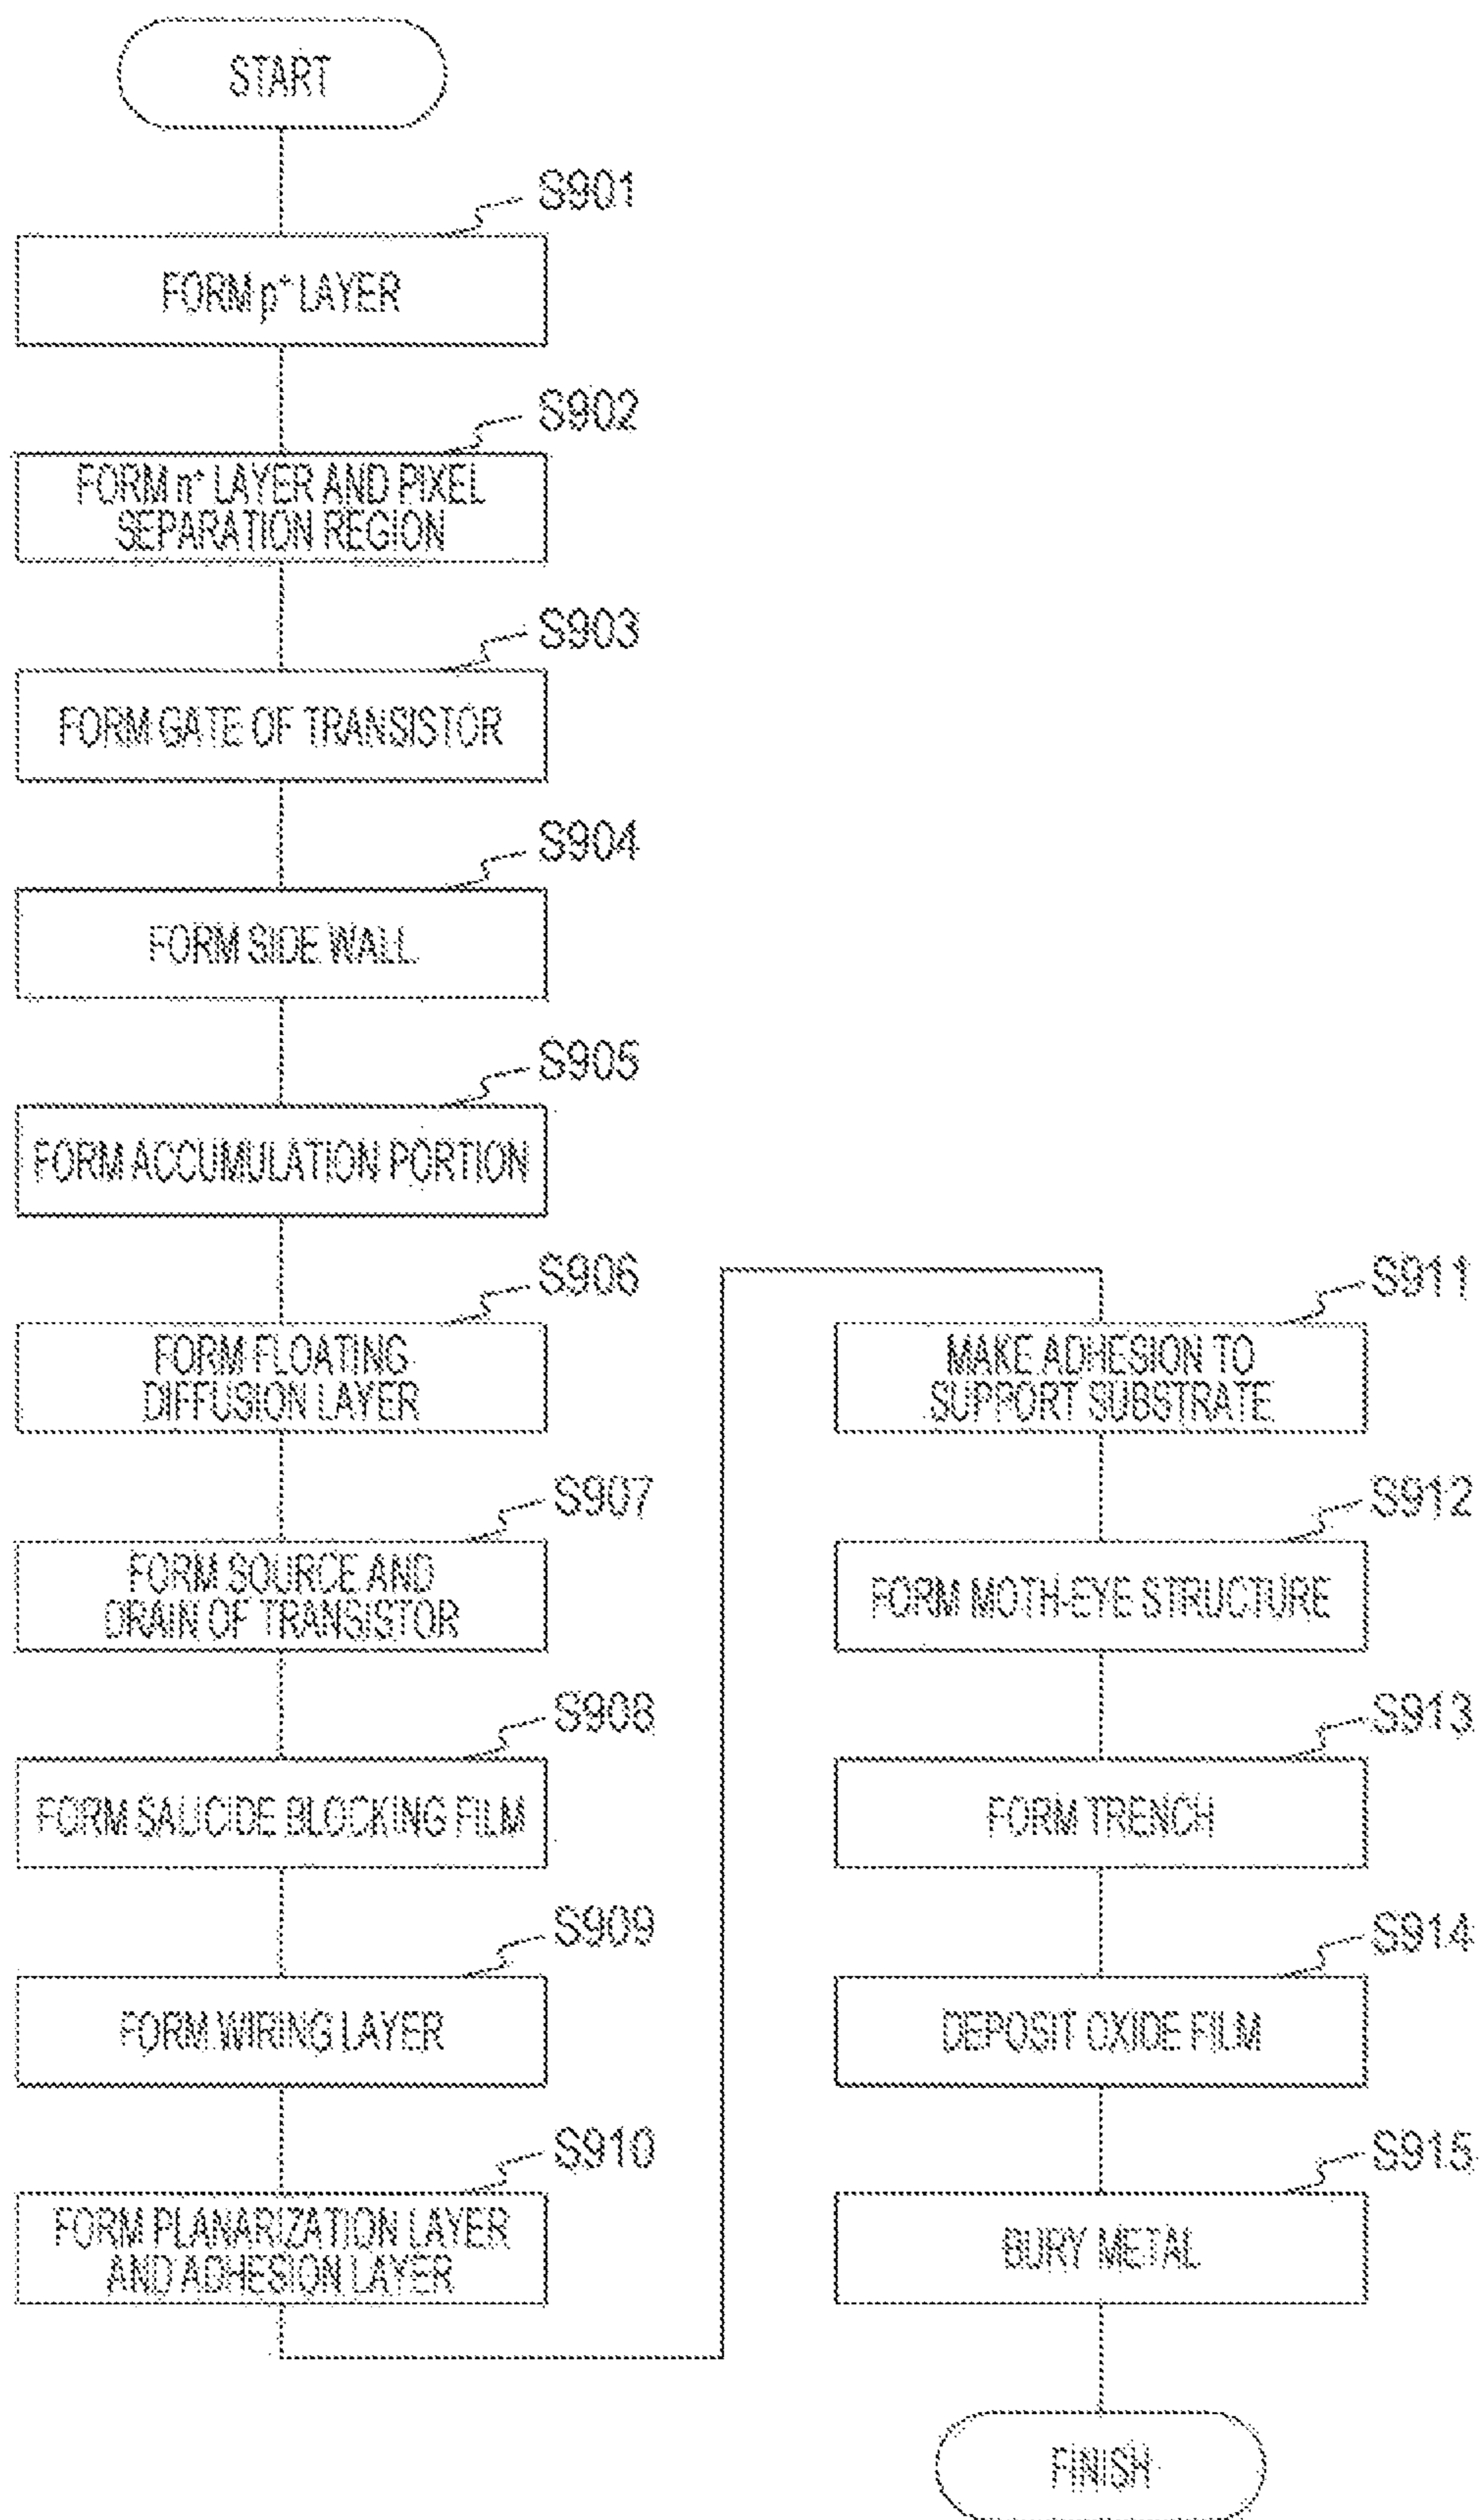 START
S901
FORM p⁺ LAYER
S902
FORM n⁺ LAYER AND PIXEL
SEPARATION REGION
S903
FORM GATE OF TRANSISTOR
S904
FORM SIDE WALL
S905
FORM ACCUMULATION PORTION
S906
FORM FLOATING
DIFFUSION LAYER
S907
FORM SOURCE AND
DRAIN OF TRANSISTOR
S908
FORM SALICIDE BLOCKING FILM
S909
FORM WIRING LAYER
S910
FORM PLANARIZATION LAYER
AND ADHESION LAYER
S911
MAKE ADHESION TO
SUPPORT SUBSTRATE
S912
FORM MOTH-EYE STRUCTURE
S913
FORM TRENCH
S914
DEPOSIT OXIDE FILM
S915
BURY METAL
FINISH